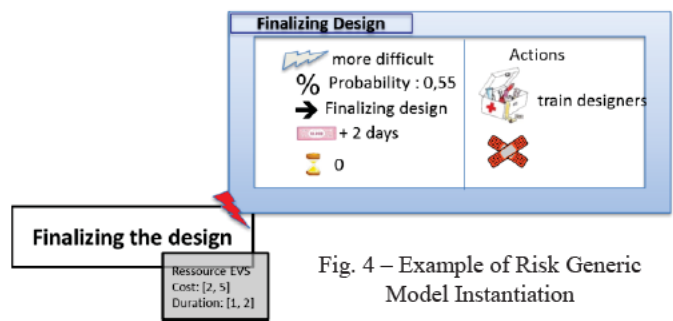 Finalizing Design
more difficult
% Probability : 0,55
Finalizing design
+ 2 days
0
Actions
train designers
Finalizing the design
Ressource EVS
Cost: [2, 5]
Duration: [1, 2]
Fig. 4 – Example of Risk Generic
Model Instantiation